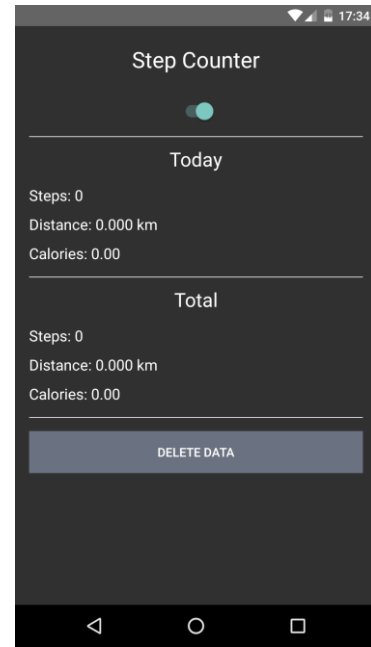 17:34
Step Counter
Today
Steps: 0
Distance: 0.000 km
Calories: 0.00
Total
Steps: 0
Distance: 0.000 km
Calories: 0.00
DELETE DATA